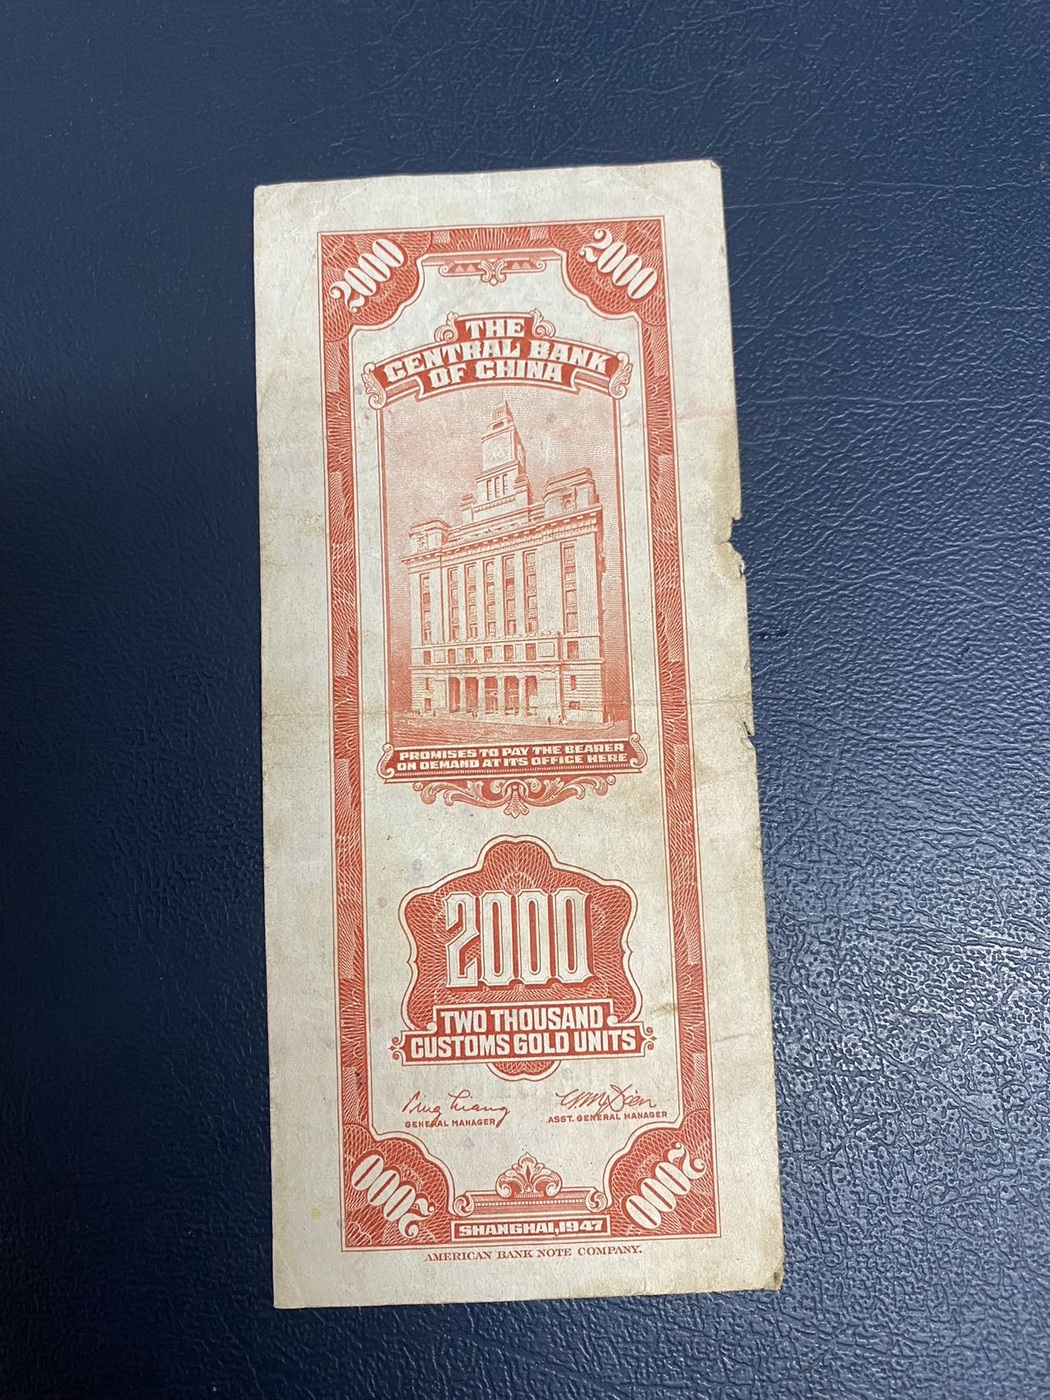 2000 2000
THE
CENTRAL BANK
OF CHINA
PROMISES TO PAY THE BEARER
ON DEMAND AT ITS OFFICE HERE
2000
TWO THOUSAND
CUSTOMS GOLD UNITS
GENERAL MANAGER ASST. GENERAL MANAGER
2000 2000
SHANGHAI, 1947
AMERICAN BANK NOTE COMPANY.